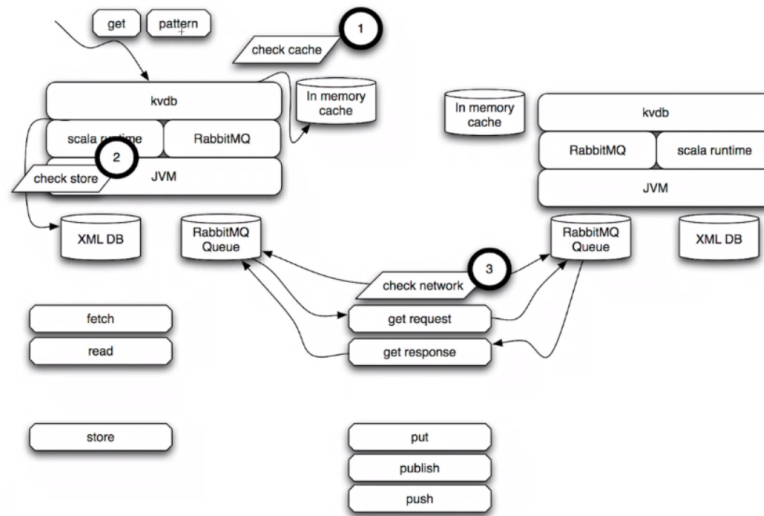 get
pattern
1
check cache
kvdb
In memory
cache
scala runtime
RabbitMQ
2
check store
JVM
XML DB
RabbitMQ
Queue
In memory
cache
kvdb
RabbitMQ
scala runtime
JVM
RabbitMQ
Queue
XML DB
3
check network
get request
get response
fetch
read
store
put
publish
push